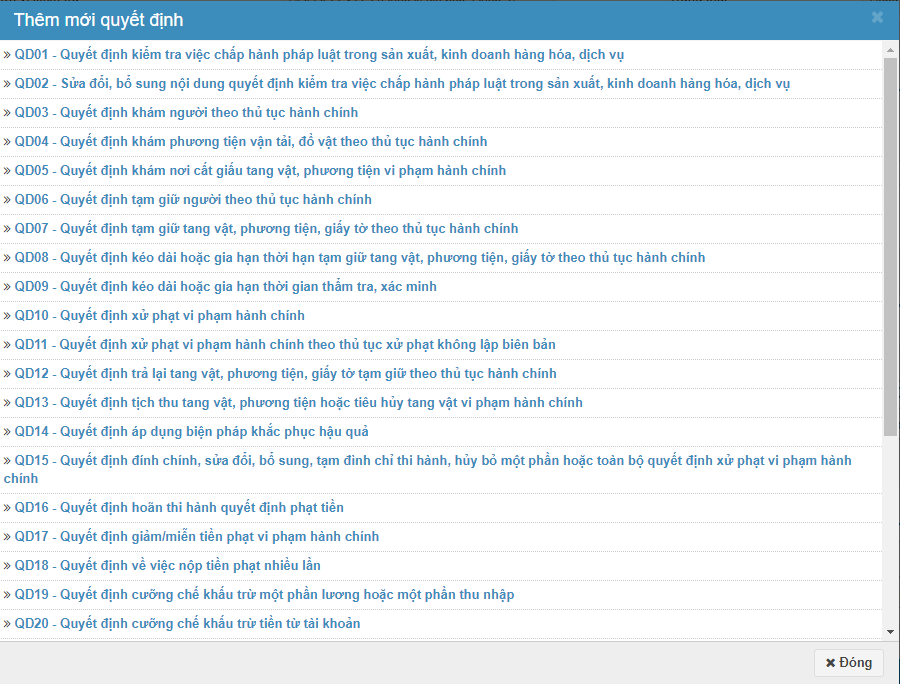 Thêm mới quyết định
» QD01 - Quyết định kiểm tra việc chấp hành pháp luật trong sản xuất, kinh doanh hàng hóa, dịch vụ
» QD02 - Sửa đổi, bổ sung nội dung quyết định kiểm tra việc chấp hành pháp luật trong sản xuất, kinh doanh hàng hóa, dịch vụ
» QD03 - Quyết định khám người theo thủ tục hành chính
» QD04 - Quyết định khám phương tiện vận tải, đồ vật theo thủ tục hành chính
» QD05 - Quyết định khám nơi cất giấu tang vật, phương tiện vi phạm hành chính
» QD06 - Quyết định tạm giữ người theo thủ tục hành chính
» QD07 - Quyết định tạm giữ tang vật, phương tiện, giấy tờ theo thủ tục hành chính
» QD08 - Quyết định kéo dài hoặc gia hạn thời hạn tạm giữ tang vật, phương tiện, giấy tờ theo thủ tục hành chính
» QD09 - Quyết định kéo dài hoặc gia hạn thời gian thẩm tra, xác minh
» QD10 - Quyết định xử phạt vi phạm hành chính
» QD11 - Quyết định xử phạt vi phạm hành chính theo thủ tục xử phạt không lập biên bản
» QD12 - Quyết định trả lại tang vật, phương tiện, giấy tờ tạm giữ theo thủ tục hành chính
» QD13 - Quyết định tịch thu tang vật, phương tiện hoặc tiêu hủy tang vật vi phạm hành chính
» QD14 - Quyết định áp dụng biện pháp khắc phục hậu quả
» QD15 - Quyết định đính chính, sửa đổi, bổ sung, tạm đình chỉ thi hành, hủy bỏ một phần hoặc toàn bộ quyết định xử phạt vi phạm hành
chính
» QD16 - Quyết định hoãn thi hành quyết định phạt tiền
» QD17 - Quyết định giảm/miễn tiền phạt vi phạm hành chính
» QD18 - Quyết định về việc nộp tiền phạt nhiều lần
» QD19 - Quyết định cưỡng chế khấu trừ một phần lương hoặc một phần thu nhập
» QD20 - Quyết định cưỡng chế khấu trừ tiền từ tài khoản
✖ Đóng